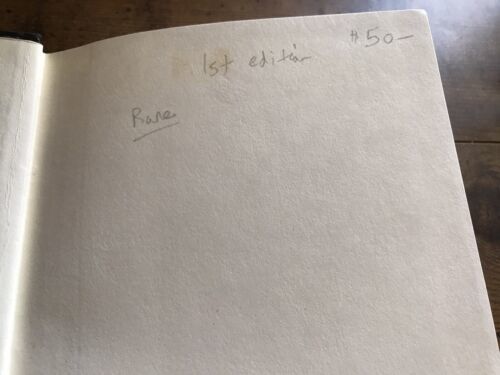 $50-
1st edition
Rare